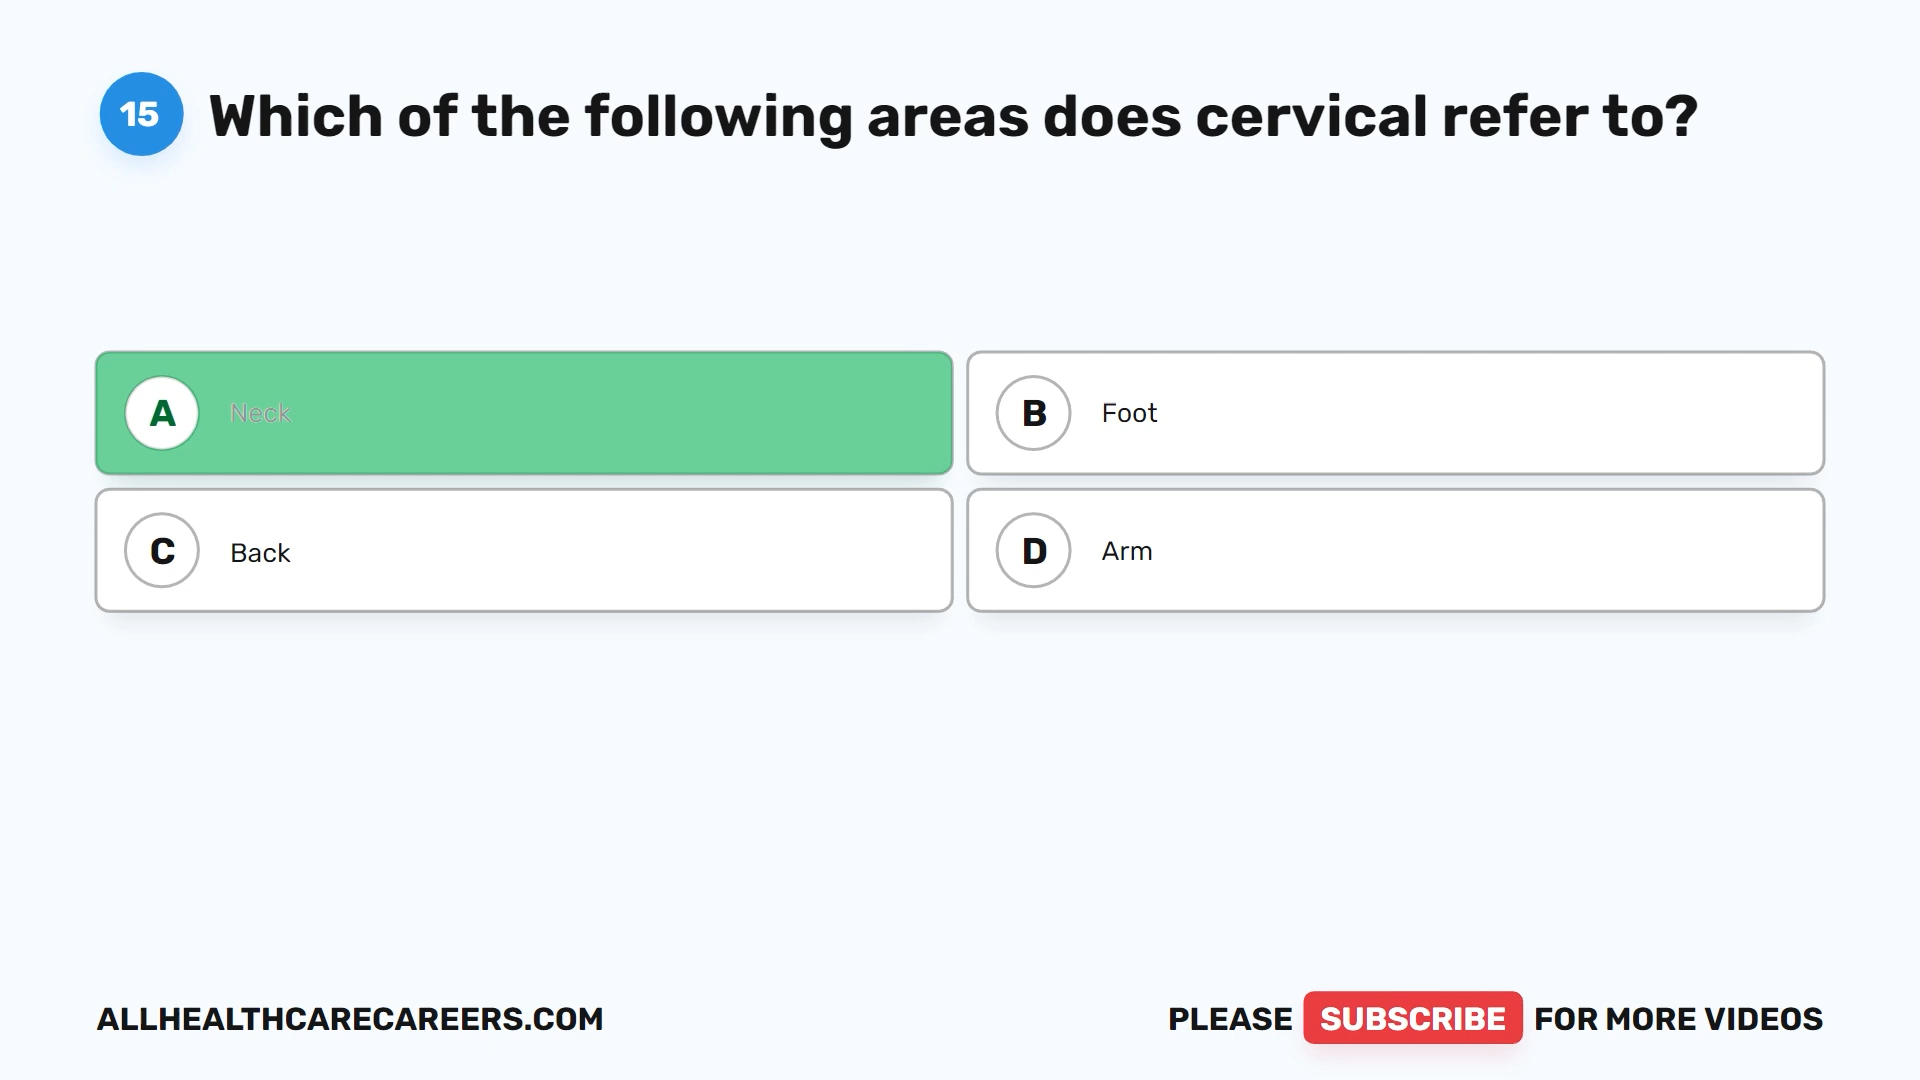 15 Which of the following areas does cervical refer to?
A Neck
B Foot
C Back
D Arm
ALLHEALTHCARECAREERS.COM
PLEASE SUBSCRIBE FOR MORE VIDEOS